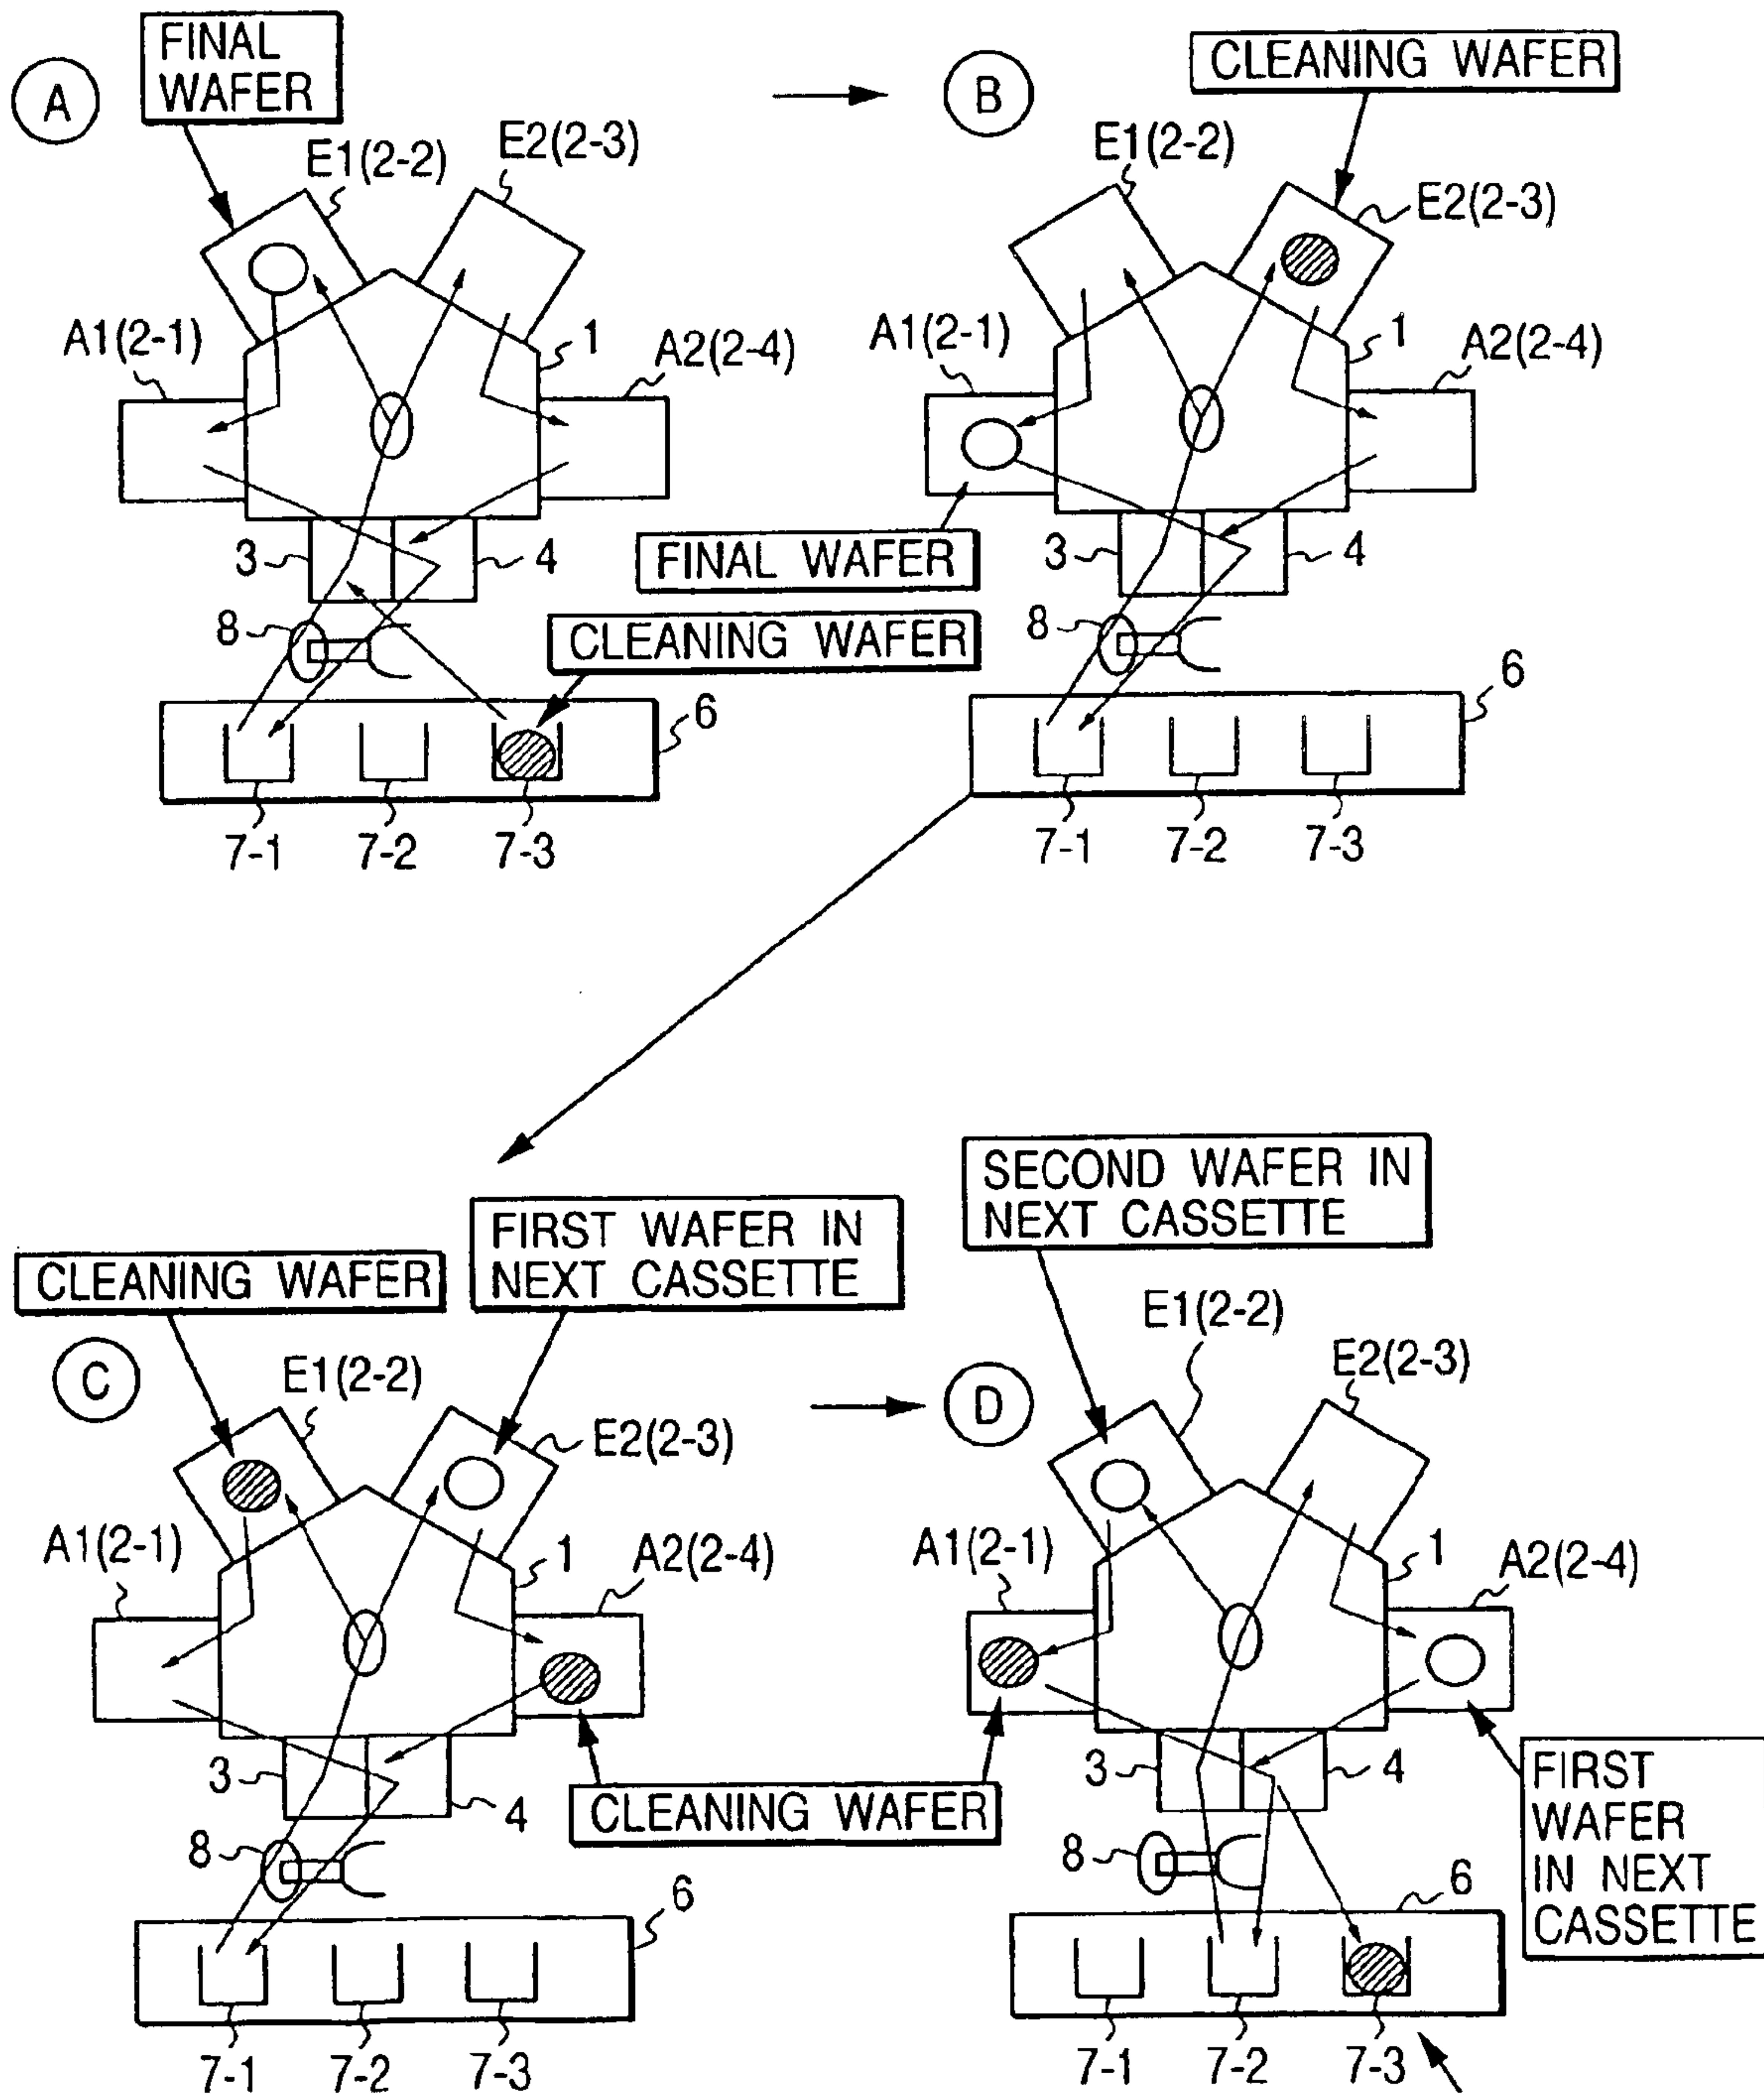 A
FINAL
WAFER
E1(2-2)
E2(2-3)
A1(2-1)
1
A2(2-4)
3
4
8
CLEANING WAFER
6
7-1
7-2
7-3
B
CLEANING WAFER
E1(2-2)
E2(2-3)
A1(2-1)
1
A2(2-4)
FINAL WAFER
3
4
8
6
7-1
7-2
7-3
CLEANING WAFER
FIRST WAFER IN
NEXT CASSETTE
C
E1(2-2)
E2(2-3)
A1(2-1)
1
A2(2-4)
3
4
CLEANING WAFER
8
6
7-1
7-2
7-3
SECOND WAFER IN
NEXT CASSETTE
D
E1(2-2)
E2(2-3)
A1(2-1)
1
A2(2-4)
3
4
FIRST
WAFER
IN NEXT
CASSETTE
8
6
7-1
7-2
7-3